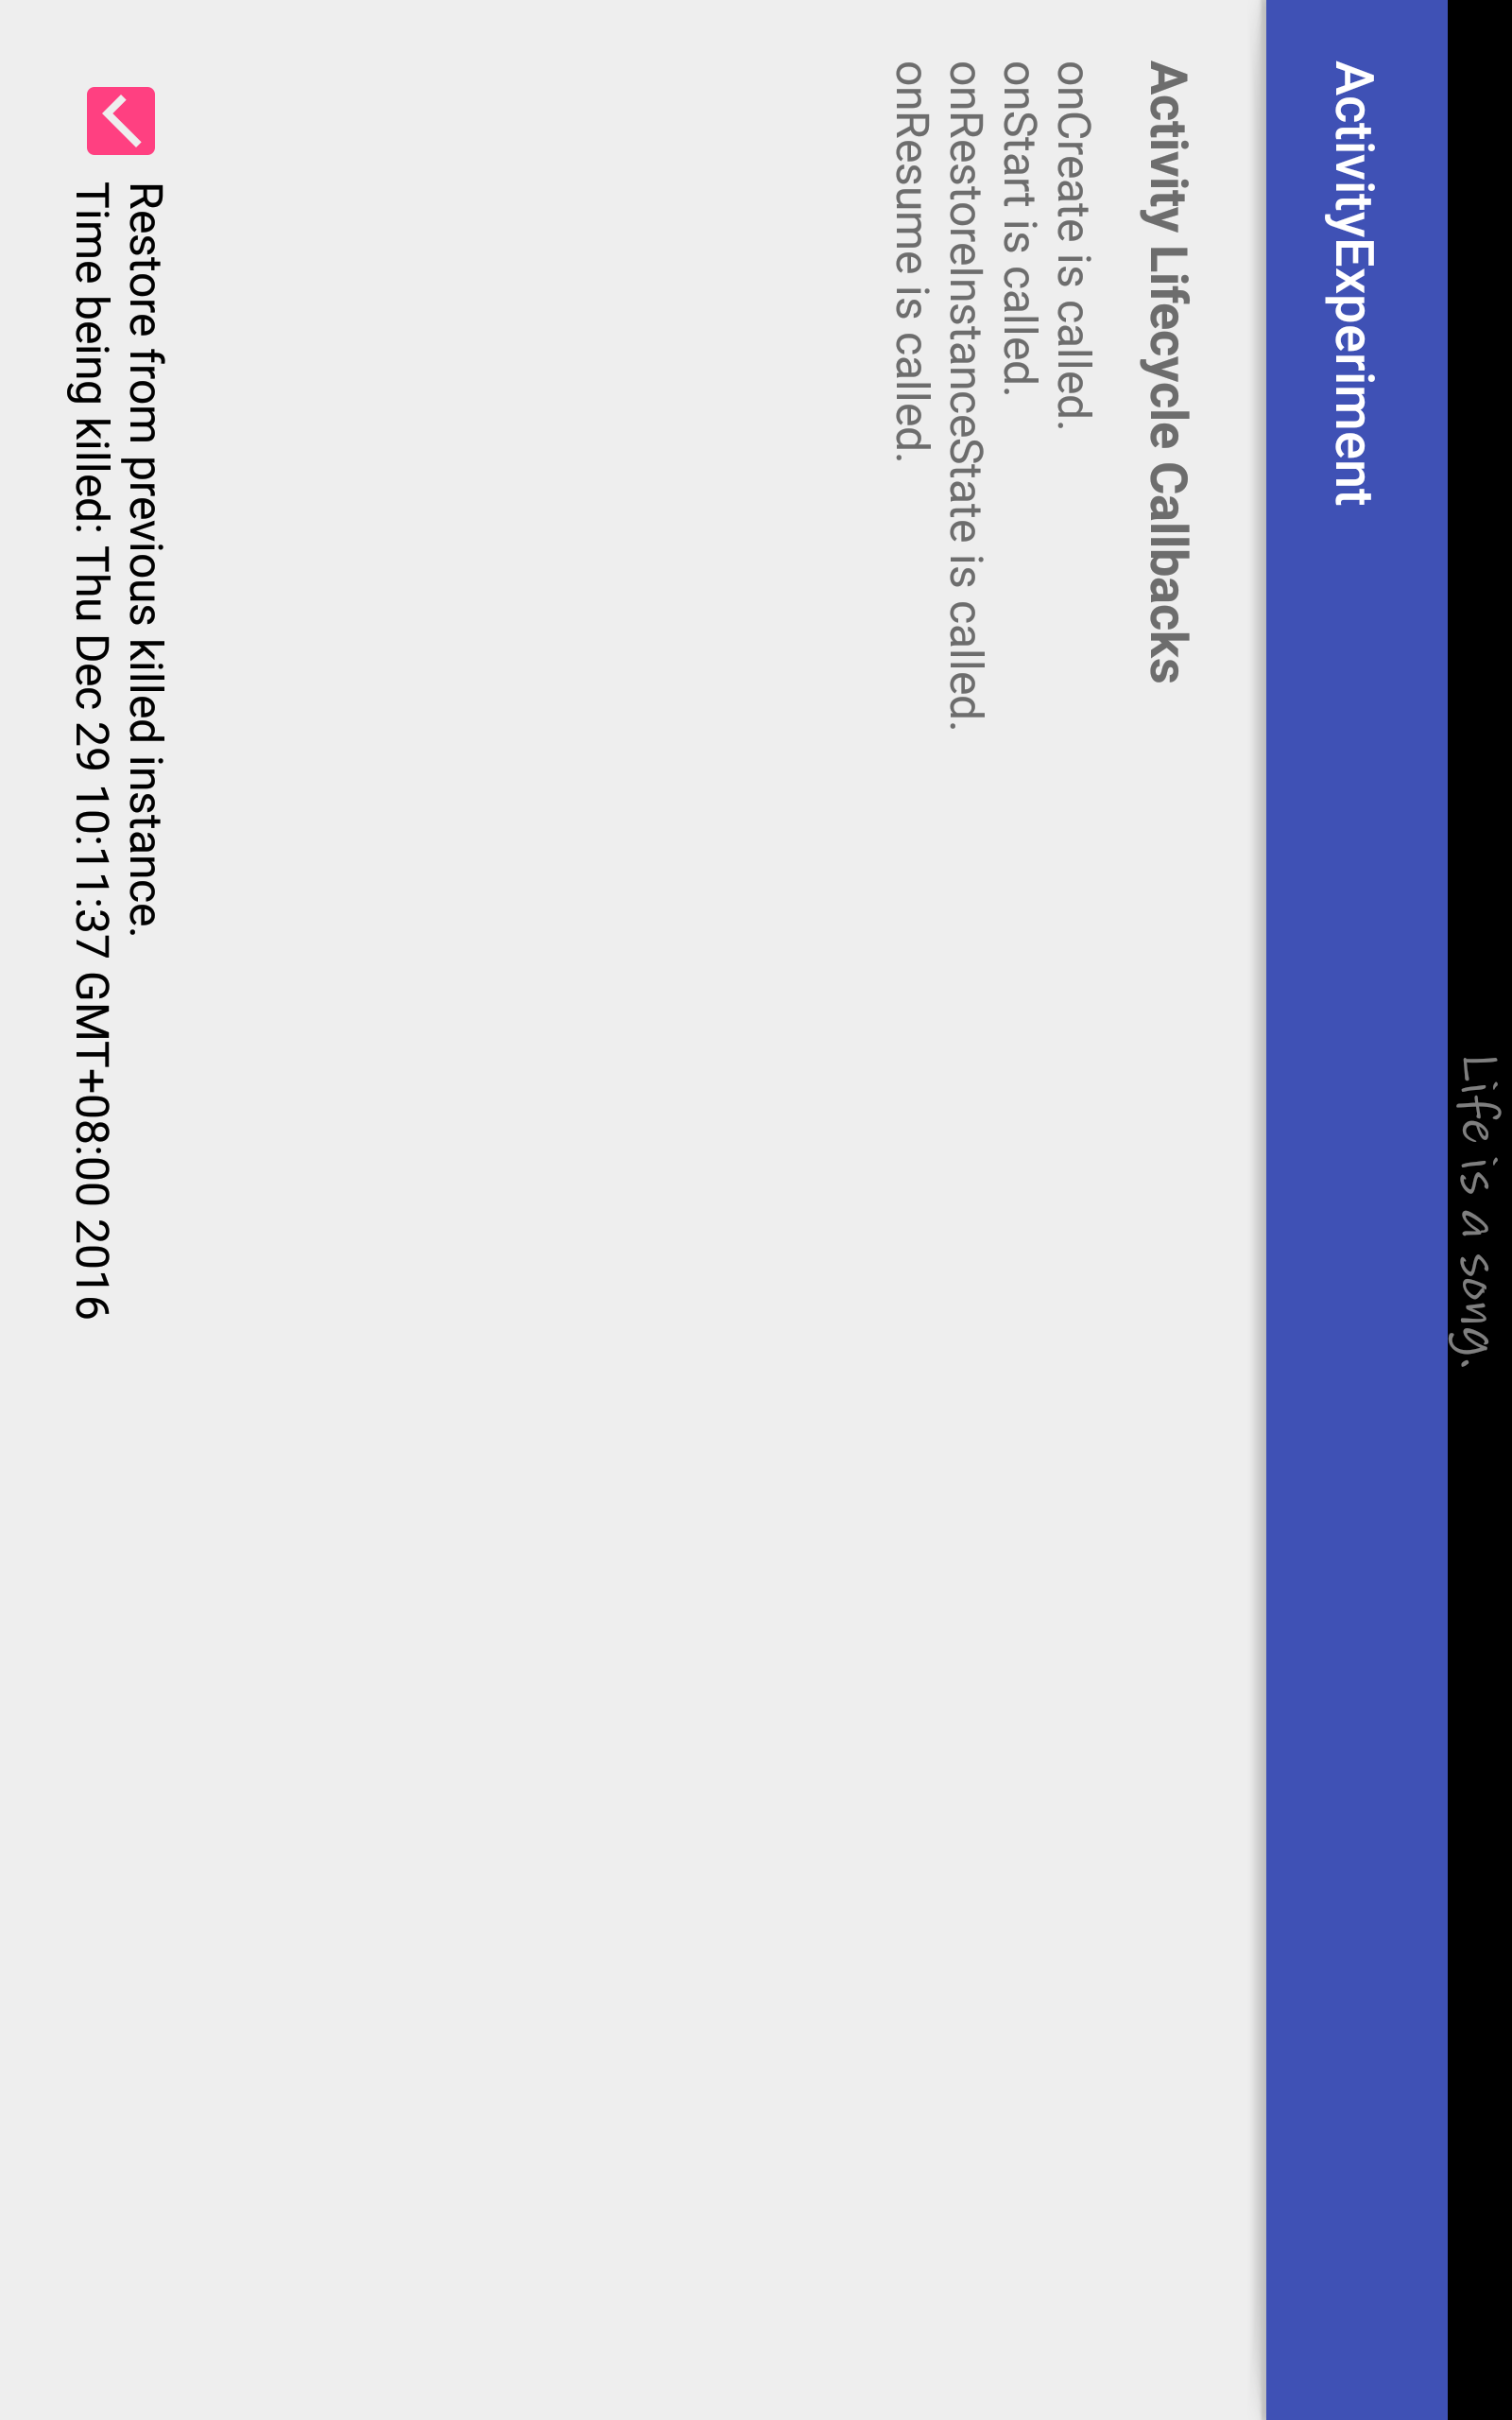 Life is a song.
ActivityExperiment
Activity Lifecycle Callbacks
onCreate is called.
onStart is called.
onRestoreInstanceState is called.
onResume is called.
Restore from previous killed instance.
Time being killed: Thu Dec 29 10:11:37 GMT+08:00 2016